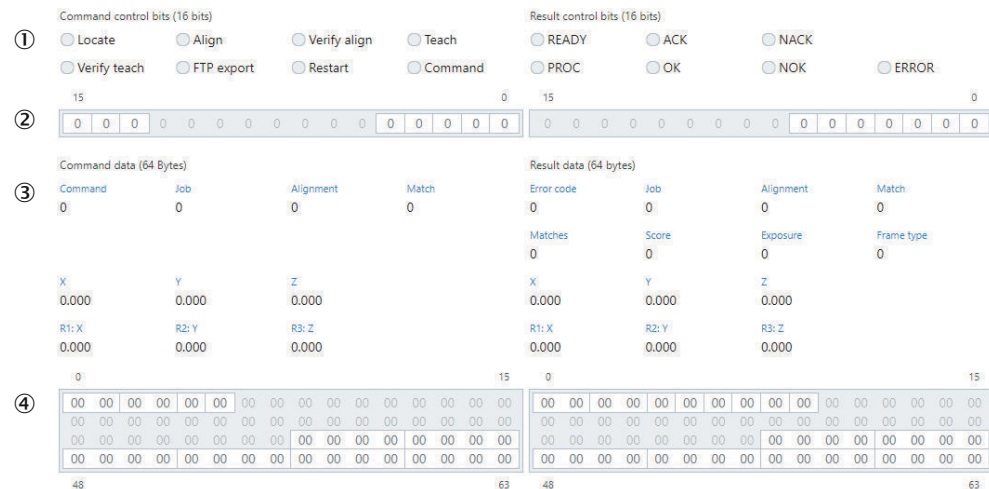 Command control bits (16 bits) Result control bits (16 bits)
① Locate Align Verify align Teach READY ACK NACK
Verify teach FTP export Restart Command PROC OK NOK ERROR
15 0 15 0
② 0 0 0 0 0 0 0 0 0 0 0 0 0 0 0 0 0 0 0 0 0 0 0 0 0 0 0 0 0 0 0 0
Command data (64 Bytes) Result data (64 bytes)
③ Command Job Alignment Match Error code Job Alignment Match
0 0 0 0 0 0 0 0
Matches Score Exposure Frame type
0 0 0 0
X Y Z X Y Z
0.000 0.000 0.000 0.000 0.000 0.000
R1: X R2: Y R3: Z R1: X R2: Y R3: Z
0.000 0.000 0.000 0.000 0.000 0.000
0 15 0 15
④ 00 00 00 00 00 00 00 00 00 00 00 00 00 00 00 00 00 00 00 00 00 00 00 00 00 00 00 00 00 00 00 00
00 00 00 00 00 00 00 00 00 00 00 00 00 00 00 00 00 00 00 00 00 00 00 00 00 00 00 00 00 00 00 00
00 00 00 00 00 00 00 00 00 00 00 00 00 00 00 00 00 00 00 00 00 00 00 00 00 00 00 00 00 00 00 00
00 00 00 00 00 00 00 00 00 00 00 00 00 00 00 00 00 00 00 00 00 00 00 00 00 00 00 00 00 00 00 00
48 63 48 63